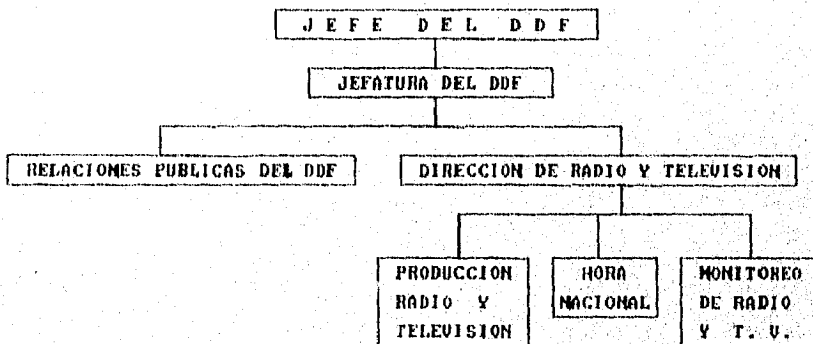 J E F E D E L D D F
JEFATURA DEL DDF
RELACIONES PUBLICAS DEL DDF
DIRECCION DE RADIO Y TELEVISION
PRODUCCION
RADIO Y
TELEVISION
HORA
NACIONAL
MONITOREO
DE RADIO
Y T. V.